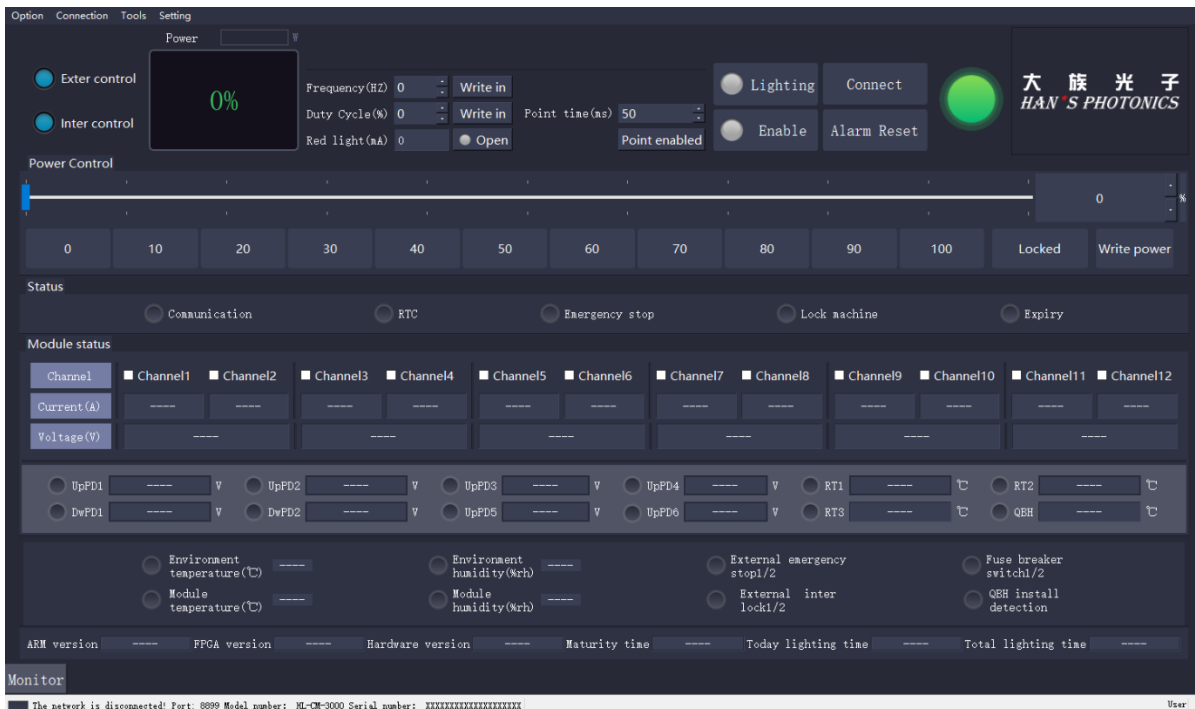 Option Connection Tools Setting
Power W
Exter control
Inter control
0%
Frequency(HZ) 0 Write in
Duty Cycle(%) 0 Write in Point time(ms) 50
Red light(mA) 0 Open Point enabled
Lighting Connect
Enable Alarm Reset
大族光子
HAN'S PHOTONICS
Power Control
0 %
0 10 20 30 40 50 60 70 80 90 100 Locked Write power
Status
Communication RTC Emergency stop Lock machine Expiry
Module status
Channel Channel1 Channel2 Channel3 Channel4 Channel5 Channel6 Channel7 Channel8 Channel9 Channel10 Channel11 Channel12
Current(A) ---- ---- ---- ---- ---- ---- ---- ---- ---- ---- ---- ----
Voltage(V) ---- ---- ---- ---- ---- ----
UpPD1 ---- V UpPD2 ---- V UpPD3 ---- V UpPD4 ---- V RT1 ---- ℃ RT2 ---- ℃
DwPD1 ---- V DwPD2 ---- V UpPD5 ---- V UpPD6 ---- V RT3 ---- ℃ QBH ---- ℃
Environment
temperature(℃) ----
Environment
humidity(%rh) ----
External emergency
stop1/2
Fuse breaker
switch1/2
Module
temperature(℃) ----
Module
humidity(%rh) ----
External inter
lock1/2
QBH install
detection
ARM version ---- FPGA version ---- Hardware version ---- Maturity time ---- Today lighting time ---- Total lighting time ----
Monitor
The network is disconnected! Port: 8899 Model number: HL-CM-3000 Serial number: XXXXXXXXXXXXXXXXXXXX User